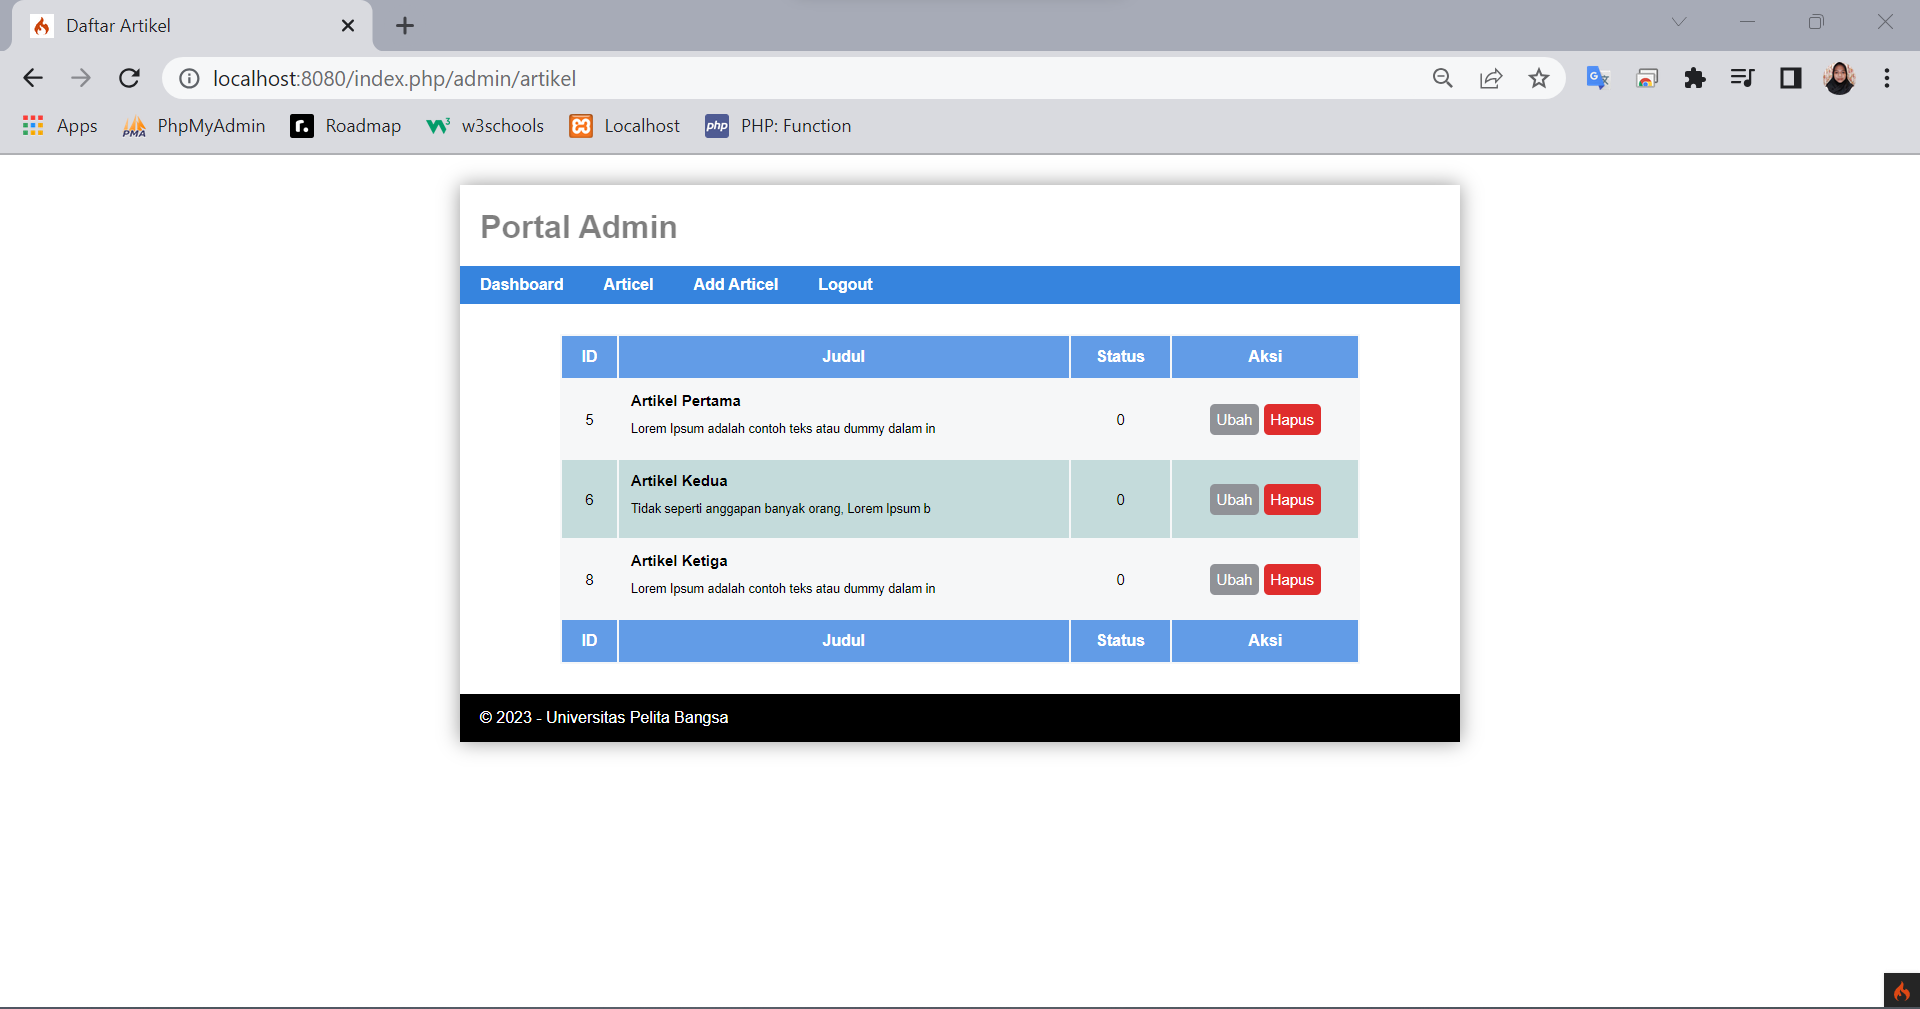 Daftar Artikel
localhost:8080/index.php/admin/artikel
Apps PhpMyAdmin Roadmap w3schools Localhost php PHP: Function
Portal Admin
Dashboard Articel Add Articel Logout
ID Judul Status Aksi
5 Artikel Pertama 0 Ubah Hapus
Lorem Ipsum adalah contoh teks atau dummy dalam in
6 Artikel Kedua 0 Ubah Hapus
Tidak seperti anggapan banyak orang, Lorem Ipsum b
8 Artikel Ketiga 0 Ubah Hapus
Lorem Ipsum adalah contoh teks atau dummy dalam in
ID Judul Status Aksi
© 2023 - Universitas Pelita Bangsa